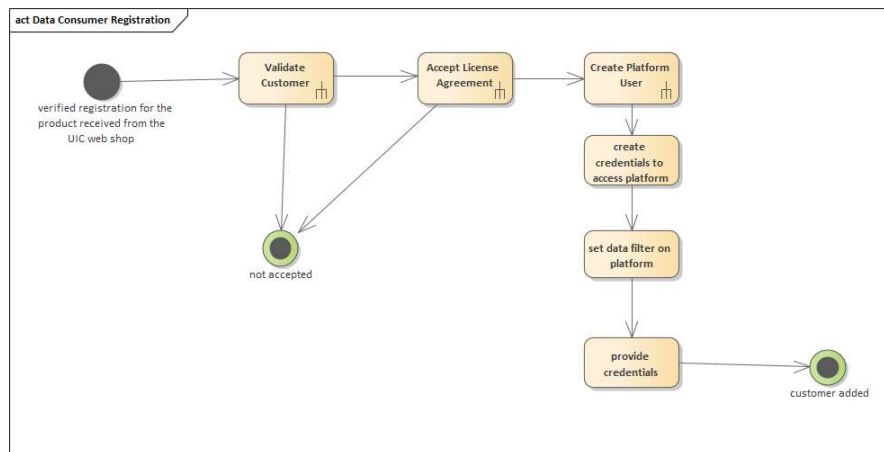 act Data Consumer Registration
Validate
Customer
Accept License
Agreement
Create Platform
User
verified registration for the
product received from the
UIC web shop
create
credentials to
access platform
not accepted
set data filter on
platform
provide
credentials
customer added